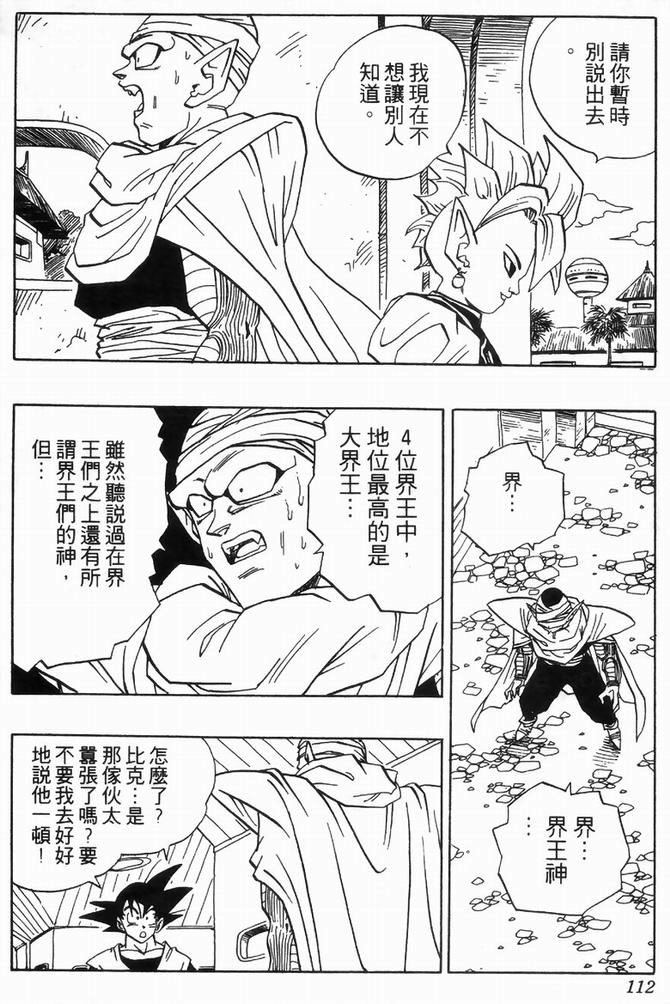 請你暫時
別說出去
。
我現在不
想讓別人
知道。
界…
界…
界王神
…
4位界王中，
地位最高的是
大界王…
雖然聽說過在界
王們之上還有所
謂界王們的神，
但…
怎麼了?
比克…是
那傢伙太
囂張了嗎?要
不要我去好好
地說他一頓!
112